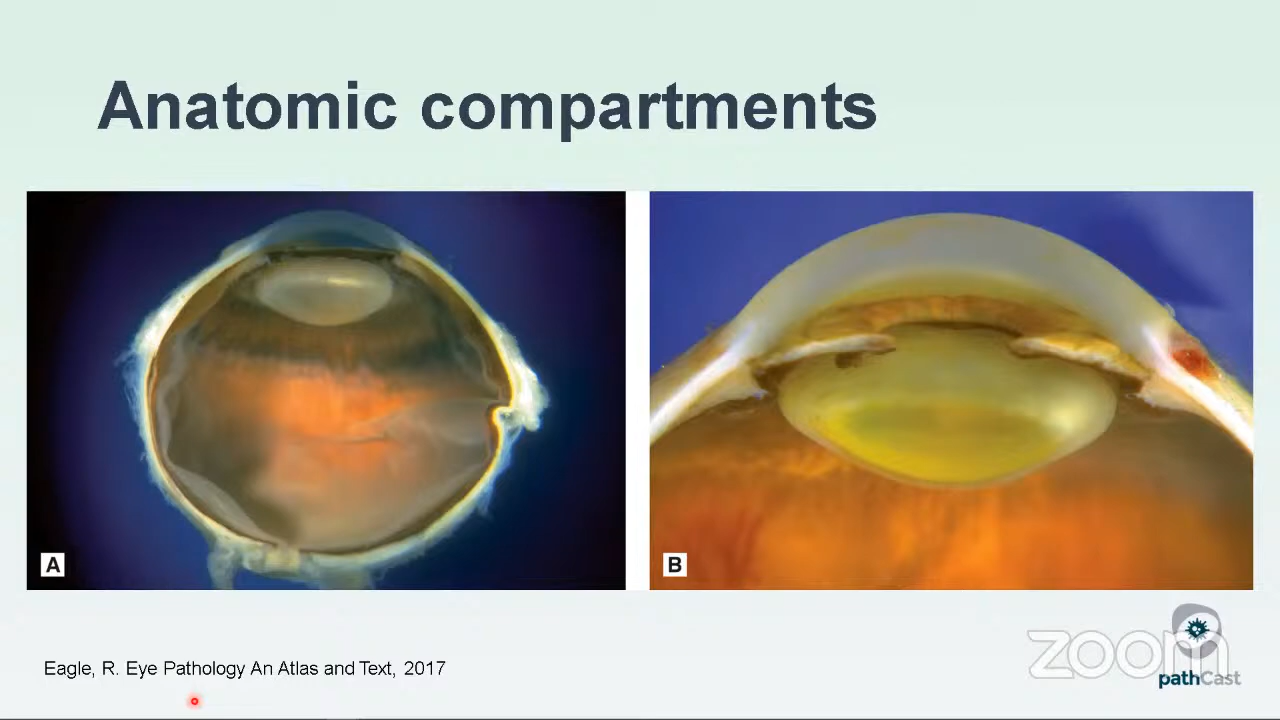 Anatomic compartments
A
B
Eagle, R. Eye Pathology An Atlas and Text, 2017
zoom
pathCast